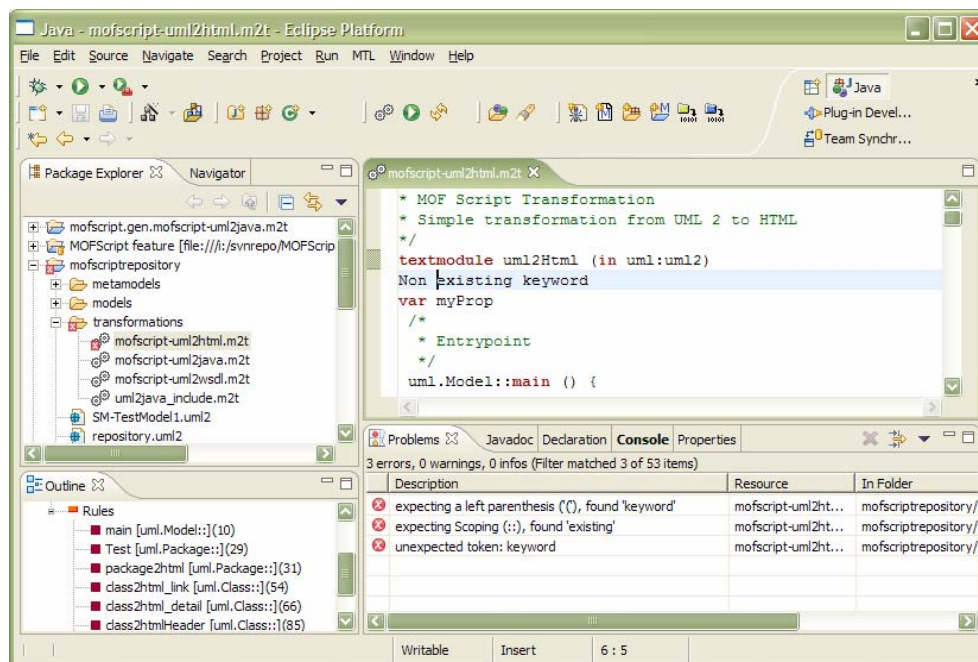 Java - mofscript-uml2html.m2t - Eclipse Platform
File Edit Source Navigate Search Project Run MTL Window Help
Java
Plug-in Devel...
Team Synchr...
Package Explorer Navigator
mofscript.gen.mofscript-uml2java.m2t
MOFScript feature [file:///i:/svnrepo/MOFScrip
mofscriptrepository
metamodels
models
transformations
mofscript-uml2html.m2t
mofscript-uml2java.m2t
mofscript-uml2wsdl.m2t
uml2java_include.m2t
SM-TestModel1.uml2
repository.uml2
Outline
Rules
main [uml.Model::](10)
Test [uml.Package::](29)
package2html [uml.Package::](31)
class2html_link [uml.Class::](54)
class2html_detail [uml.Class::](66)
class2htmlHeader [uml.Class::](85)
mofscript-uml2html.m2t
* MOF Script Transformation
* Simple transformation from UML 2 to HTML
*/
textmodule uml2Html (in uml:uml2)
Non existing keyword
var myProp
/*
* Entrypoint
*/
uml.Model::main () {
Problems Javadoc Declaration Console Properties
3 errors, 0 warnings, 0 infos (Filter matched 3 of 53 items)
Description Resource In Folder
expecting a left parenthesis ('('), found 'keyword' mofscript-uml2ht... mofscriptrepository/
expecting Scoping (::), found 'existing' mofscript-uml2ht... mofscriptrepository/
unexpected token: keyword mofscript-uml2ht... mofscriptrepository/
Writable Insert 6 : 5